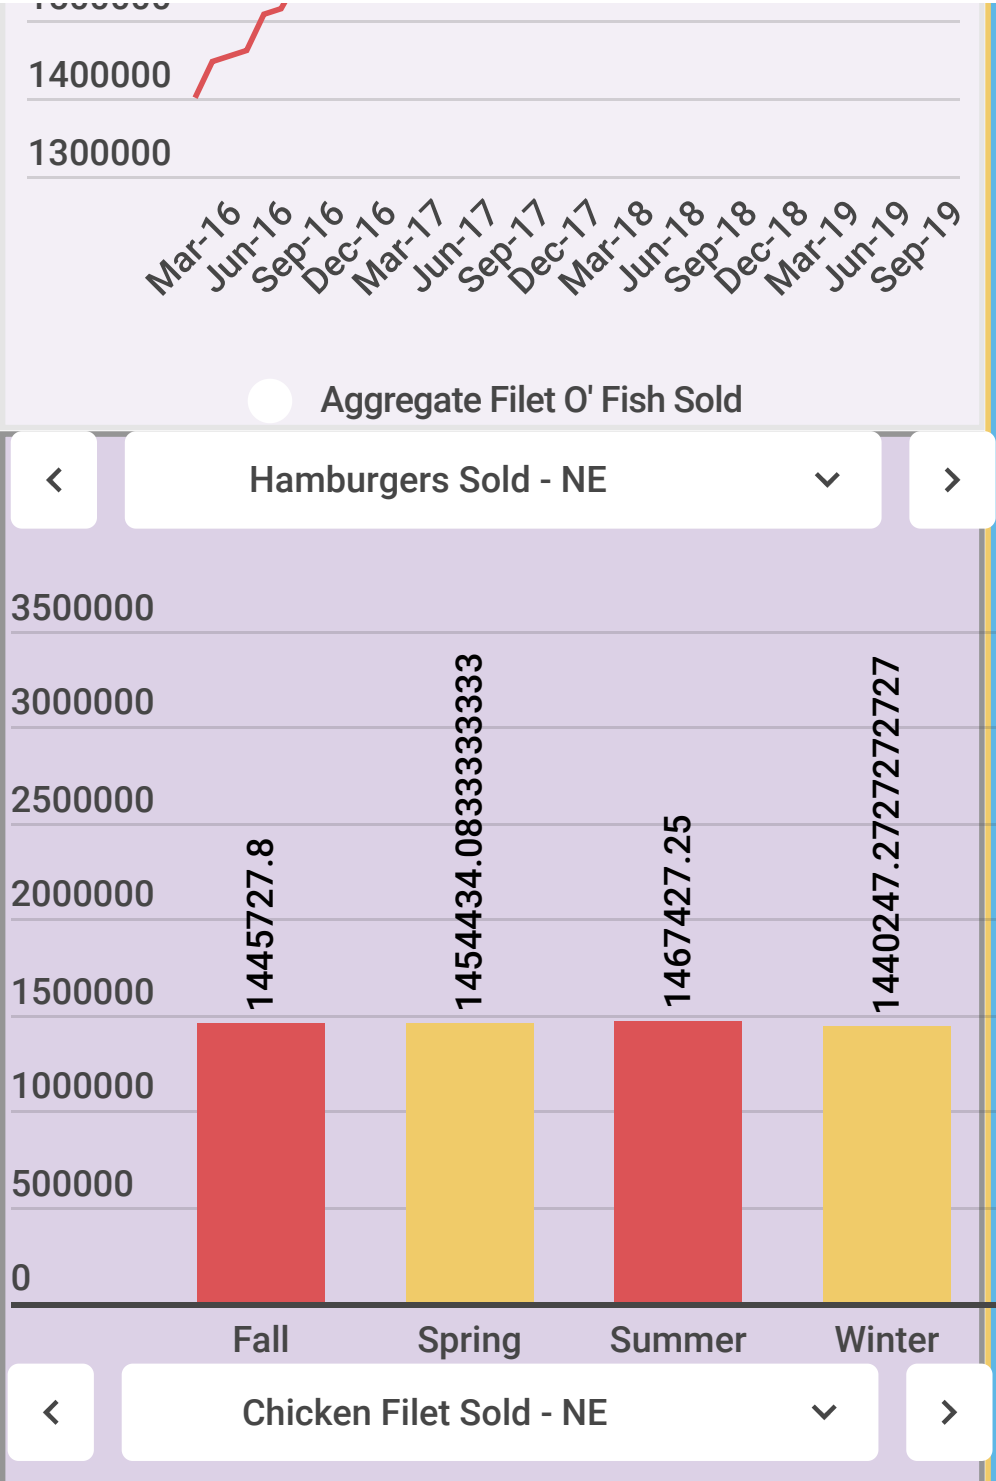 1400000
1300000
Mar-16
Jun-16
Sep-16
Dec-16
Mar-17
Jun-17
Sep-17
Dec-17
Mar-18
Jun-18
Sep-18
Dec-18
Mar-19
Jun-19
Sep-19
Aggregate Filet O' Fish Sold
Hamburgers Sold - NE
3500000
3000000
2500000
2000000
1500000
1000000
500000
0
1445727.8
1454434.0833333333
1467427.25
1440247.2727272727
Fall
Spring
Summer
Winter
Chicken Filet Sold - NE